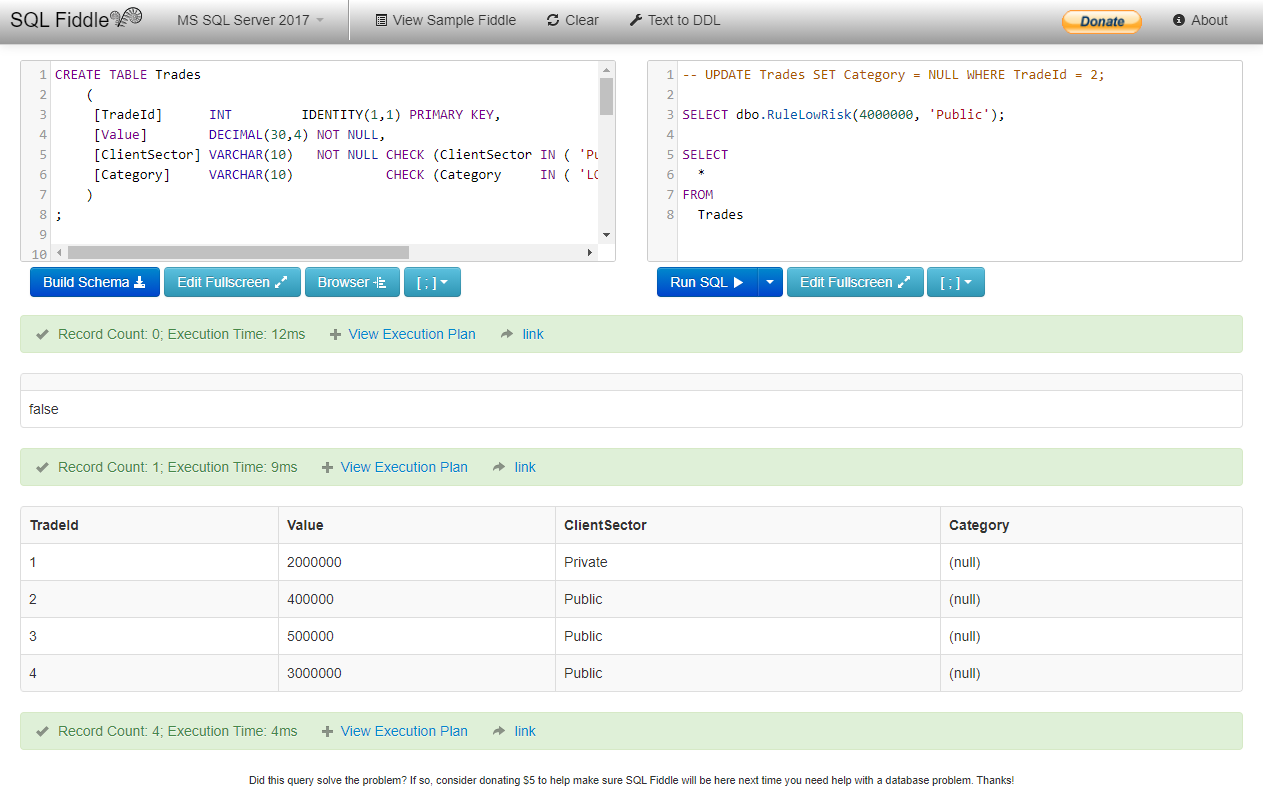 SQL Fiddle MS SQL Server 2017 View Sample Fiddle Clear Text to DDL Donate About
1 CREATE TABLE Trades
2 (
3 [TradeId] INT IDENTITY(1,1) PRIMARY KEY,
4 [Value] DECIMAL(30,4) NOT NULL,
5 [ClientSector] VARCHAR(10) NOT NULL CHECK (ClientSector IN ( 'Pu
6 [Category] VARCHAR(10) CHECK (Category IN ( 'LO
7 )
8 ;
9
10
1 -- UPDATE Trades SET Category = NULL WHERE TradeId = 2;
2
3 SELECT dbo.RuleLowRisk(4000000, 'Public');
4
5 SELECT
6 *
7 FROM
8 Trades
Build Schema Edit Fullscreen Browser [ ; ] Run SQL Edit Fullscreen [ ; ]
Record Count: 0; Execution Time: 12ms View Execution Plan link
false
Record Count: 1; Execution Time: 9ms View Execution Plan link
TradeId Value ClientSector Category
1 2000000 Private (null)
2 400000 Public (null)
3 500000 Public (null)
4 3000000 Public (null)
Record Count: 4; Execution Time: 4ms View Execution Plan link
Did this query solve the problem? If so, consider donating $5 to help make sure SQL Fiddle will be here next time you need help with a database problem. Thanks!